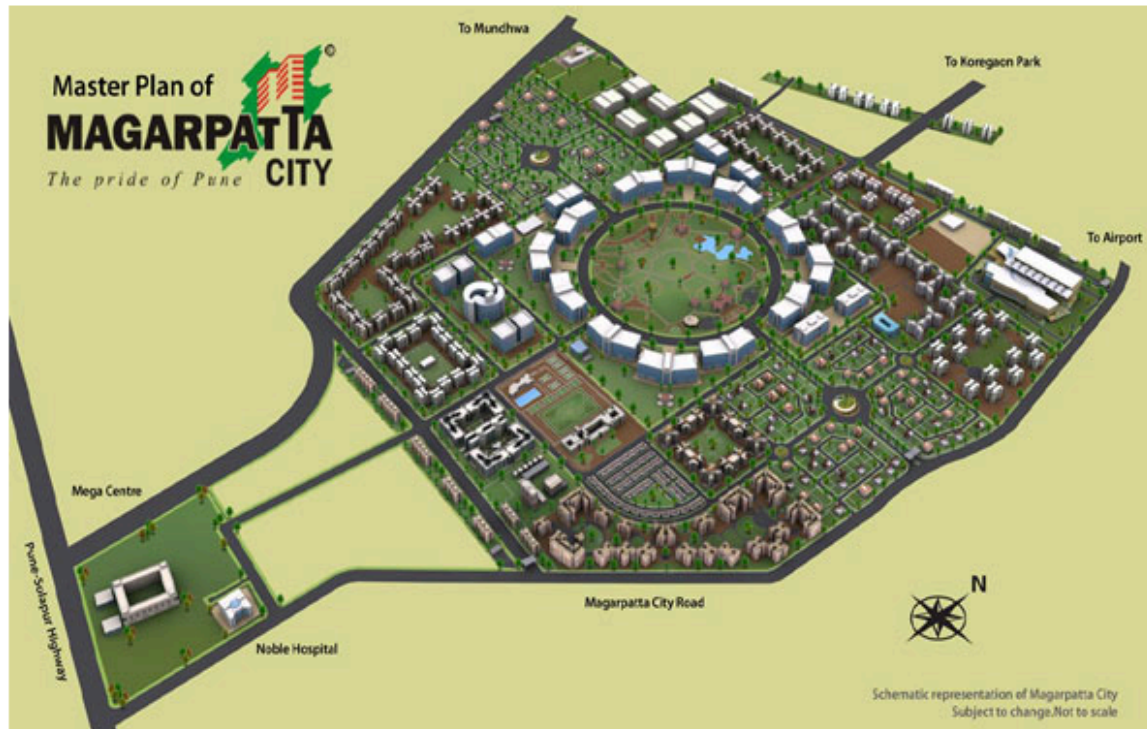 Master Plan of
MAGARPATTA
CITY
®
The pride of Pune
To Mundhwa
To Koregaon Park
To Airport
Mega Centre
Pune-Solapur Highway
Noble Hospital
Magarpatta City Road
N
Schematic representation of Magarpatta City
Subject to change.Not to scale